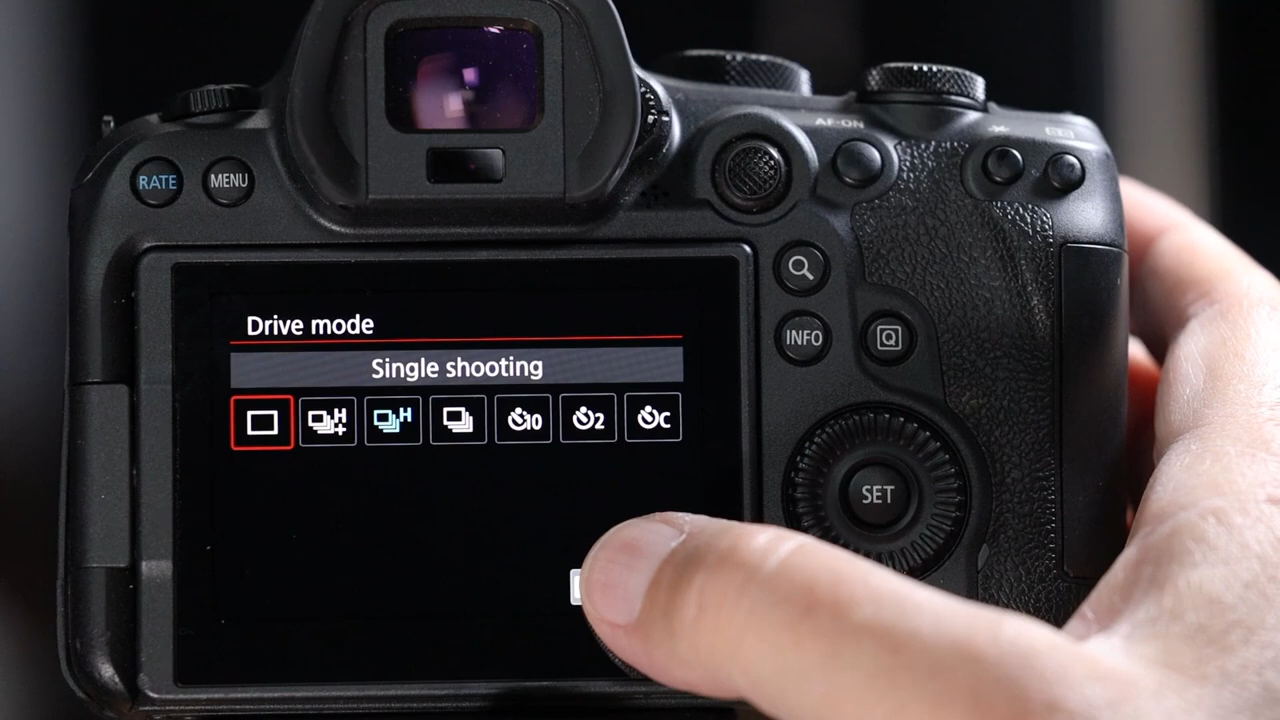 AF-ON
RATE
MENU
INFO
Q
Drive mode
Single shooting
H
H
10
2
C
SET